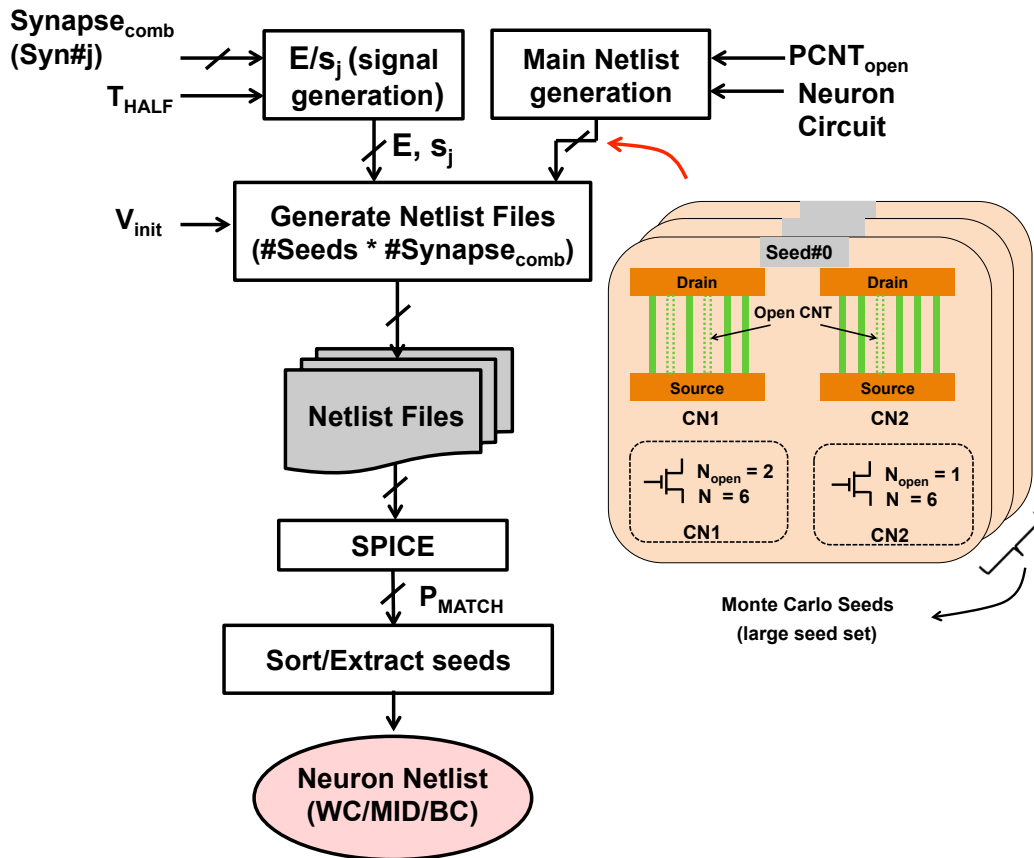 Synapse_comb
(Syn#j)
T_HALF
E/s_j (signal
generation)
Main Netlist
generation
PCNT_open
Neuron
Circuit
E, s_j
V_init
Generate Netlist Files
(#Seeds * #Synapse_comb)
Seed#0
Drain
Drain
Open CNT
Source
Source
CN1
CN2
Netlist Files
N_open = 2
N = 6
CN1
N_open = 1
N = 6
CN2
SPICE
P_MATCH
Monte Carlo Seeds
(large seed set)
Sort/Extract seeds
Neuron Netlist
(WC/MID/BC)